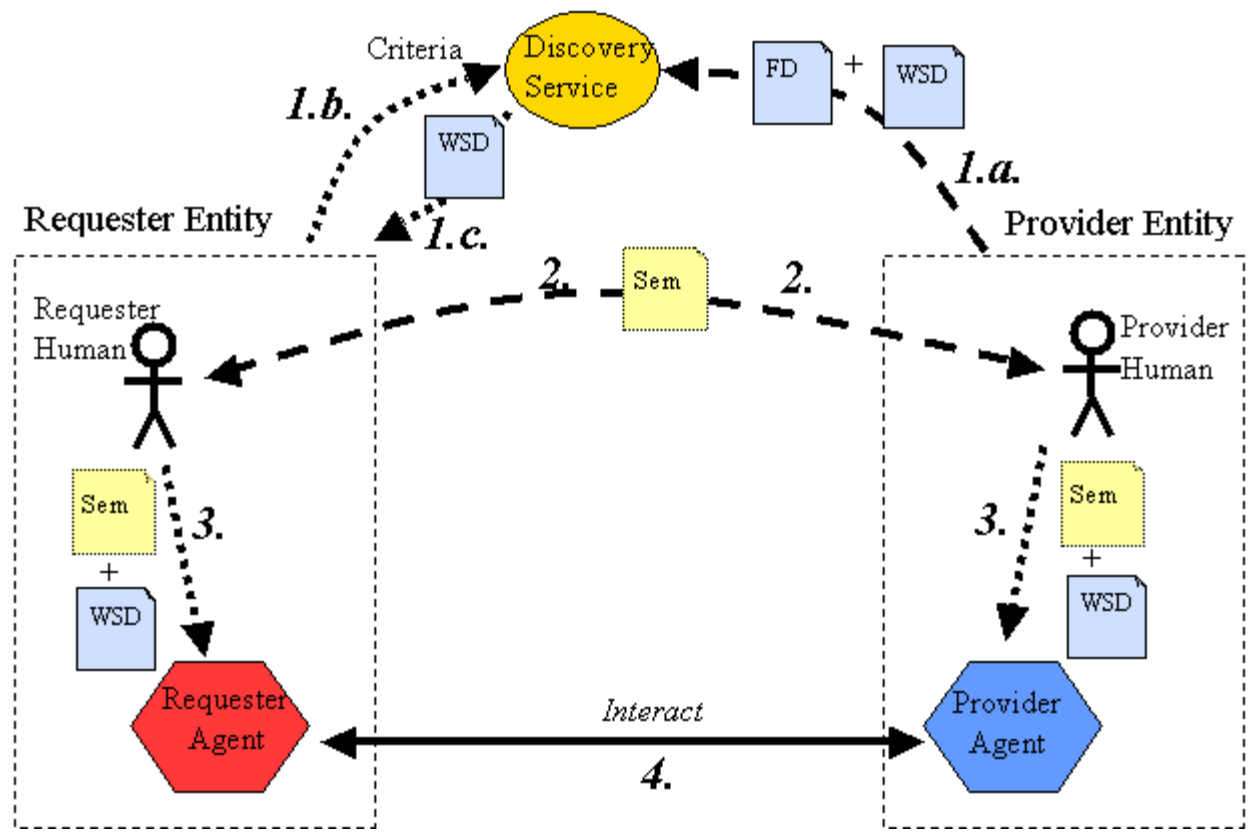 Criteria
Discovery
Service
FD
+
WSD
1.b.
WSD
1.a.
1.c.
Requester Entity
Provider Entity
2.
Sem
2.
Requester
Human
Provider
Human
Sem
+
WSD
3.
3.
Sem
+
WSD
Requester
Agent
Interact
4.
Provider
Agent